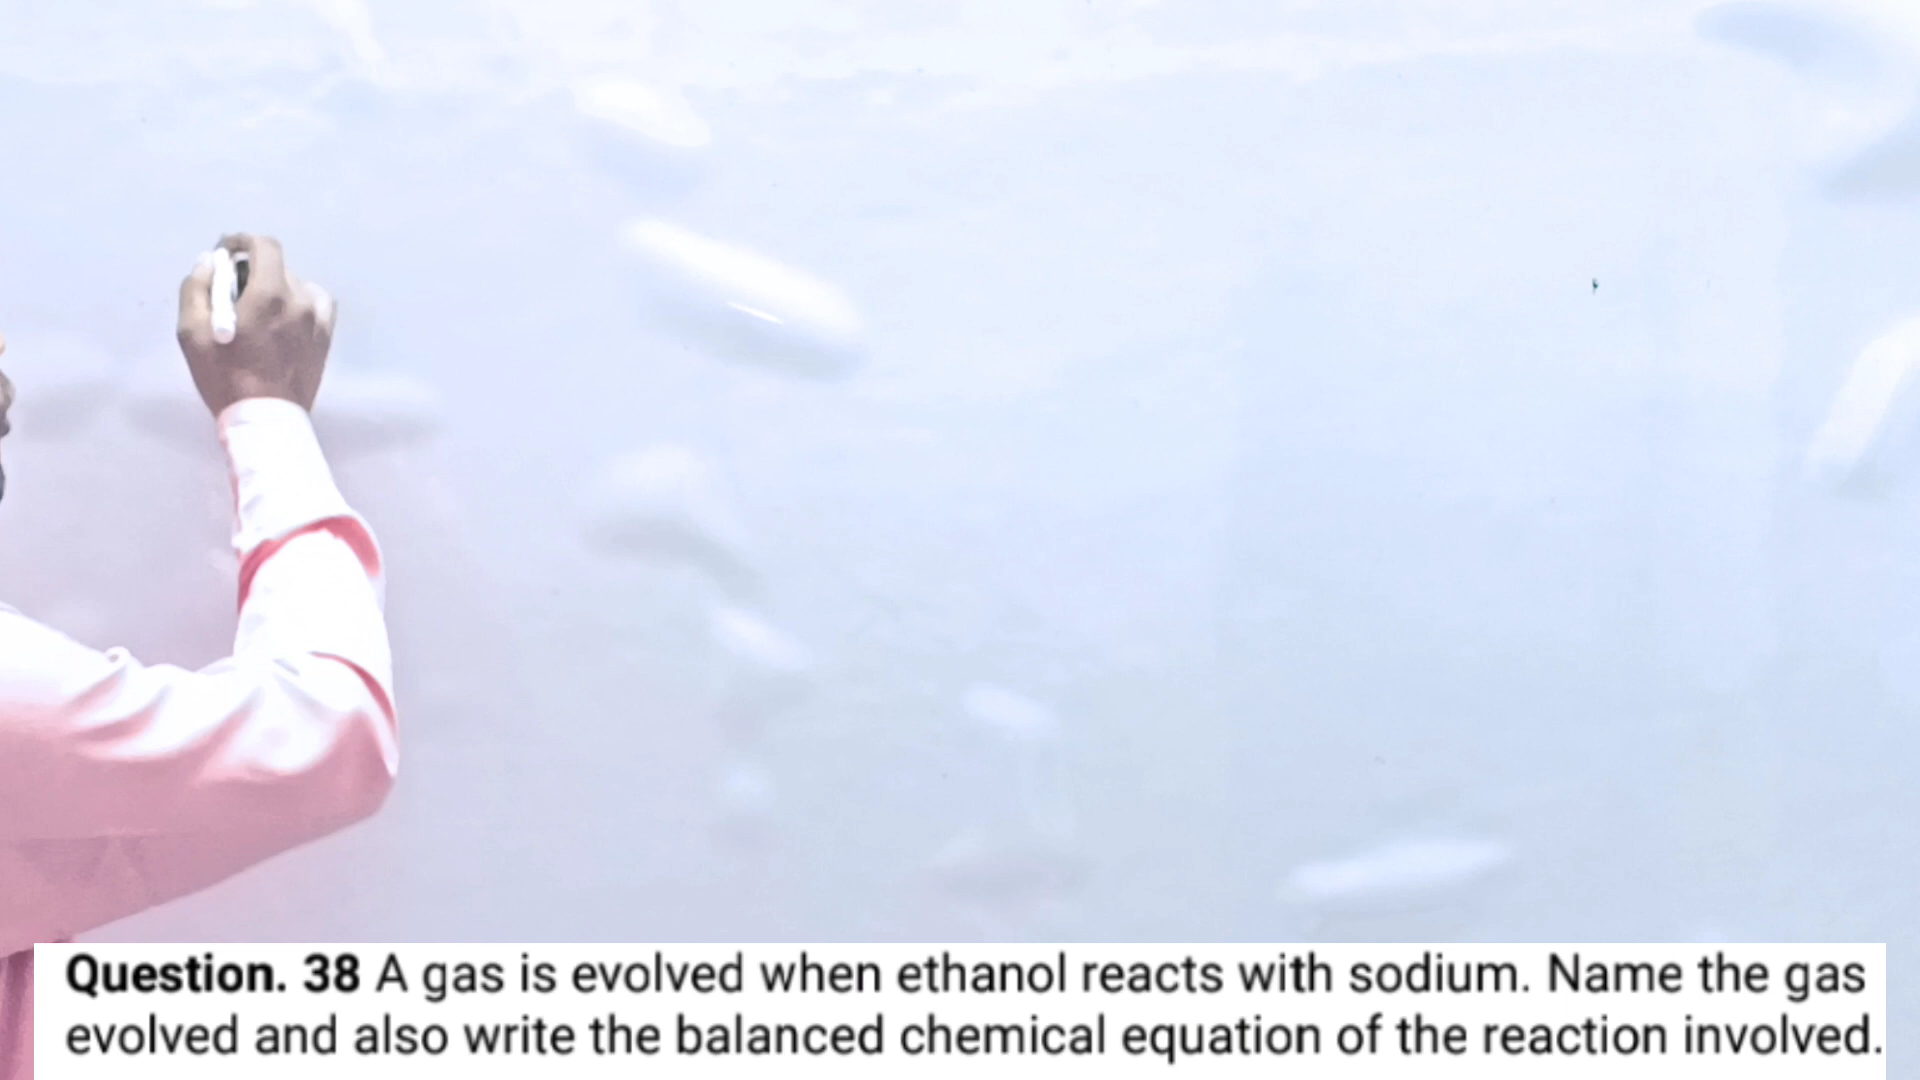 Question. 38 A gas is evolved when ethanol reacts with sodium. Name the gas
evolved and also write the balanced chemical equation of the reaction involved.